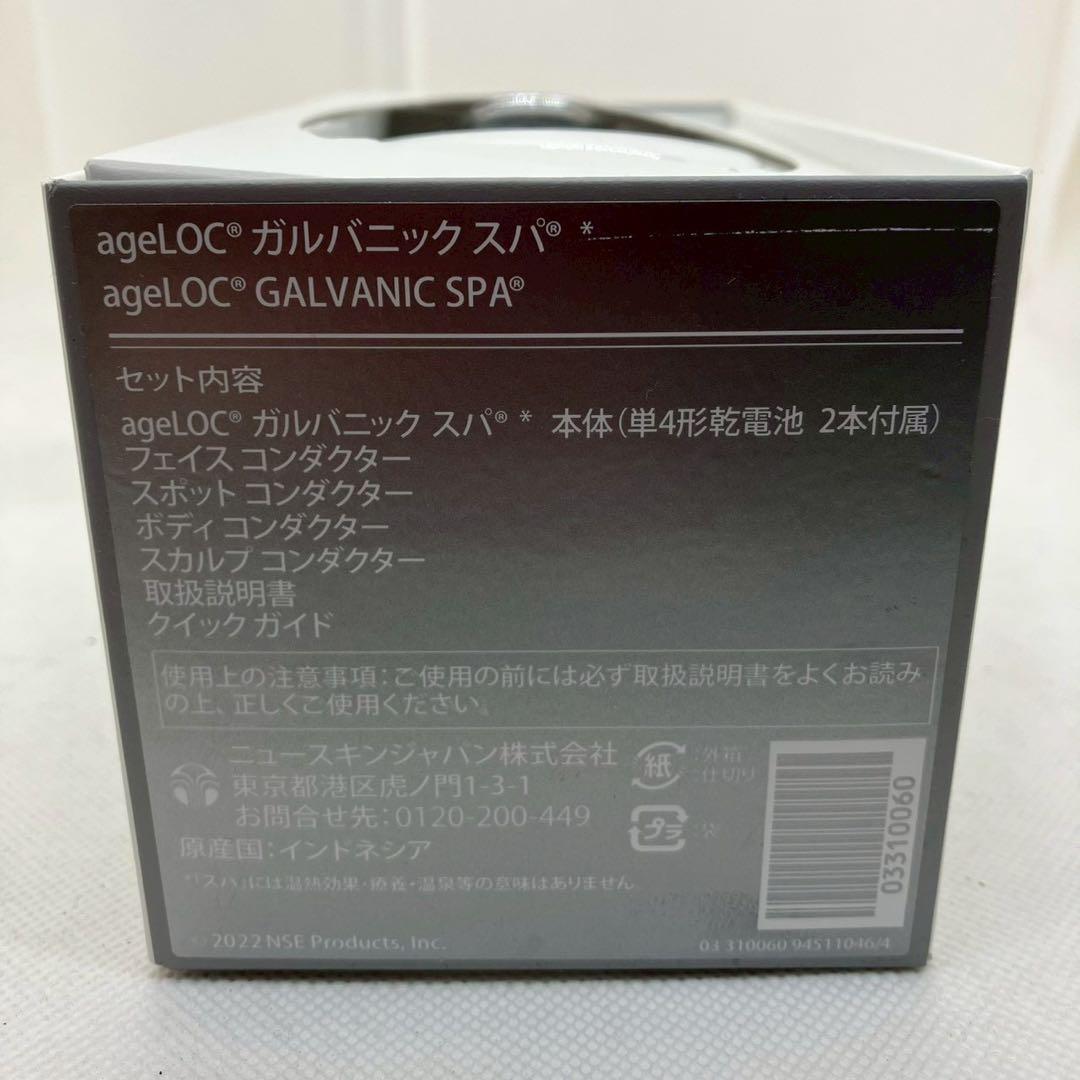 ageLOC® ガルバニック スパ® *
ageLOC® GALVANIC SPA®
セット内容
ageLOC® ガルバニック スパ® * 本体（単4形乾電池 2本付属）
フェイス コンダクター
スポット コンダクター
ボディ コンダクター
スカルプ コンダクター
取扱説明書
クイック ガイド
使用上の注意事項：ご使用の前には必ず取扱説明書をよくお読み
の上、正しくご使用ください。
ニュースキンジャパン株式会社
東京都港区虎ノ門1-3-1
お問合せ先：0120-200-449
原産国：インドネシア
*「スパ」には温熱効果・療養・温泉等の意味はありません。
© 2022 NSE Products, Inc.
紙
：外箱
：仕切り
プラ
：袋
03310060
03 310060 94511046/4